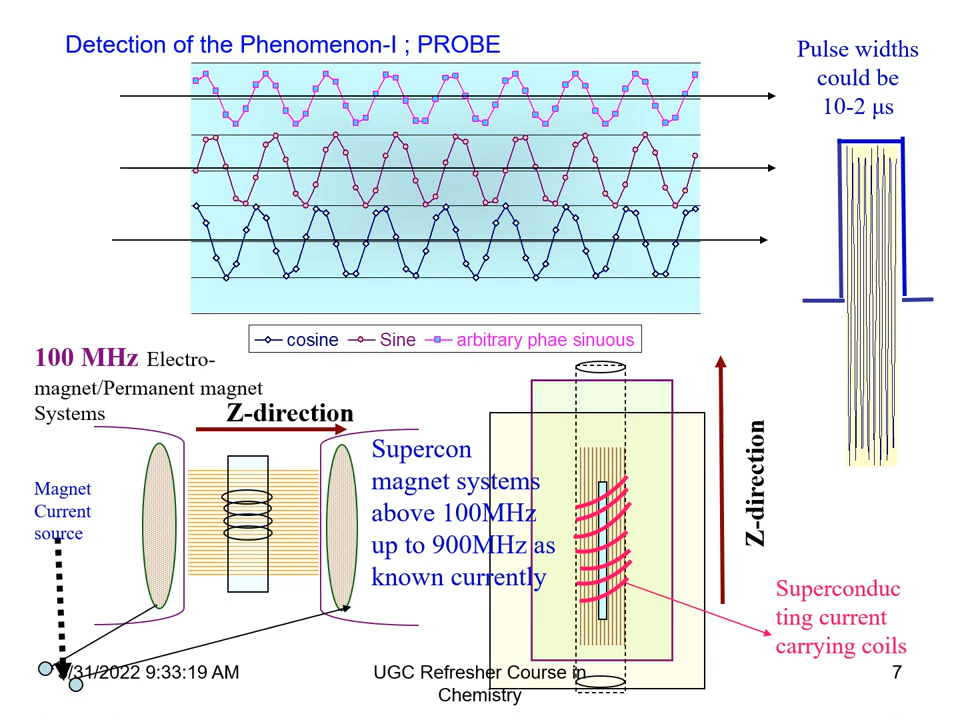 Detection of the Phenomenon-I ; PROBE
Pulse widths
could be
10-2 μs
cosine Sine arbitrary phae sinuous
100 MHz Electro-
magnet/Permanent magnet
Systems
Z-direction
Magnet
Current
source
Supercon
magnet systems
above 100MHz
up to 900MHz as
known currently
Z-direction
Superconduc
ting current
carrying coils
/31/2022 9:33:19 AM
UGC Refresher Course in
Chemistry
7